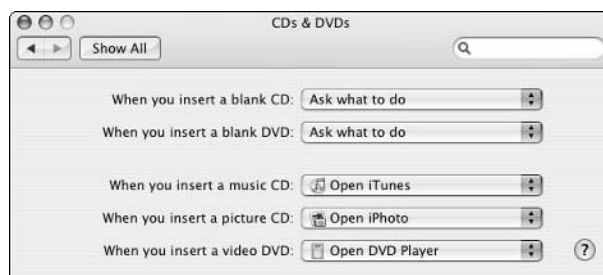 CDs & DVDs
Show All
When you insert a blank CD: Ask what to do
When you insert a blank DVD: Ask what to do
When you insert a music CD: Open iTunes
When you insert a picture CD: Open iPhoto
When you insert a video DVD: Open DVD Player
?